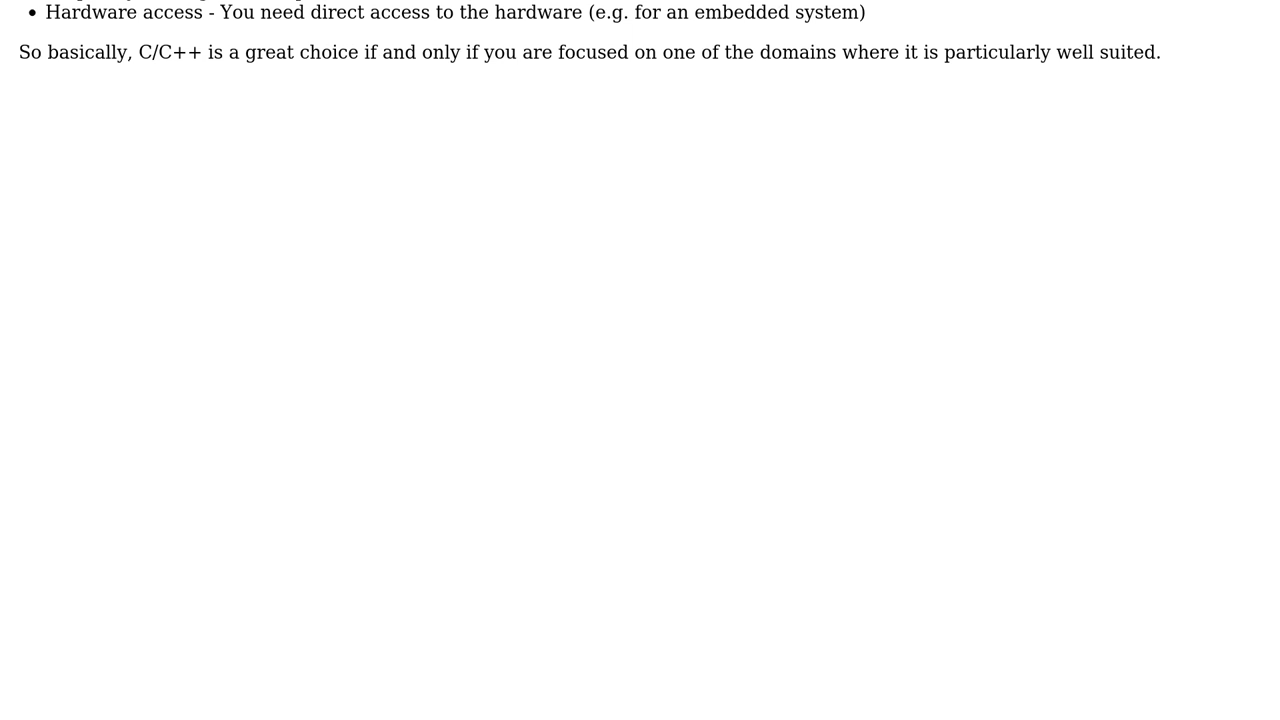 • Hardware access - You need direct access to the hardware (e.g. for an embedded system)
So basically, C/C++ is a great choice if and only if you are focused on one of the domains where it is particularly well suited.